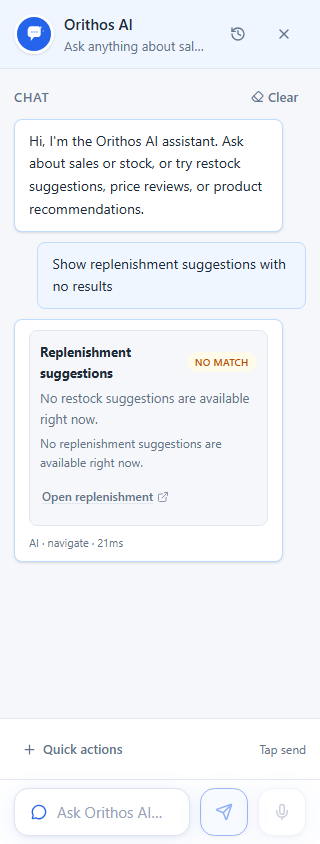 Orithos AI
Ask anything about sal...
CHAT
Clear
Hi, I'm the Orithos AI assistant. Ask
about sales or stock, or try restock
suggestions, price reviews, or product
recommendations.
Show replenishment suggestions with
no results
Replenishment
suggestions
NO MATCH
No restock suggestions are available
right now.
No replenishment suggestions are
available right now.
Open replenishment
AI · navigate · 21ms
Quick actions
Tap send
Ask Orithos AI...